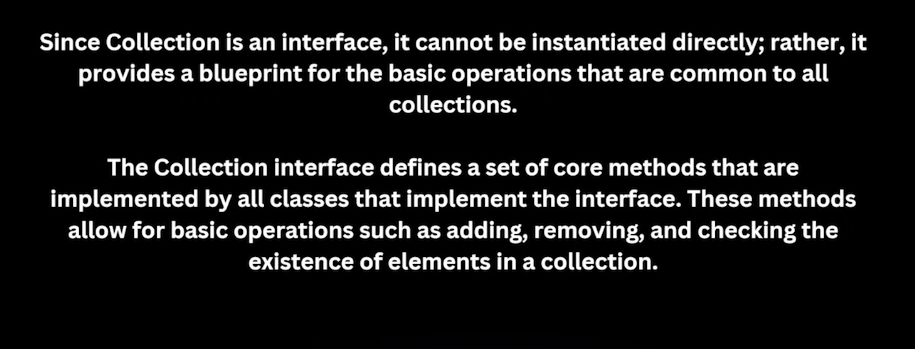 Since Collection is an interface, it cannot be instantiated directly; rather, it
provides a blueprint for the basic operations that are common to all
collections.
The Collection interface defines a set of core methods that are
implemented by all classes that implement the interface. These methods
allow for basic operations such as adding, removing, and checking the
existence of elements in a collection.